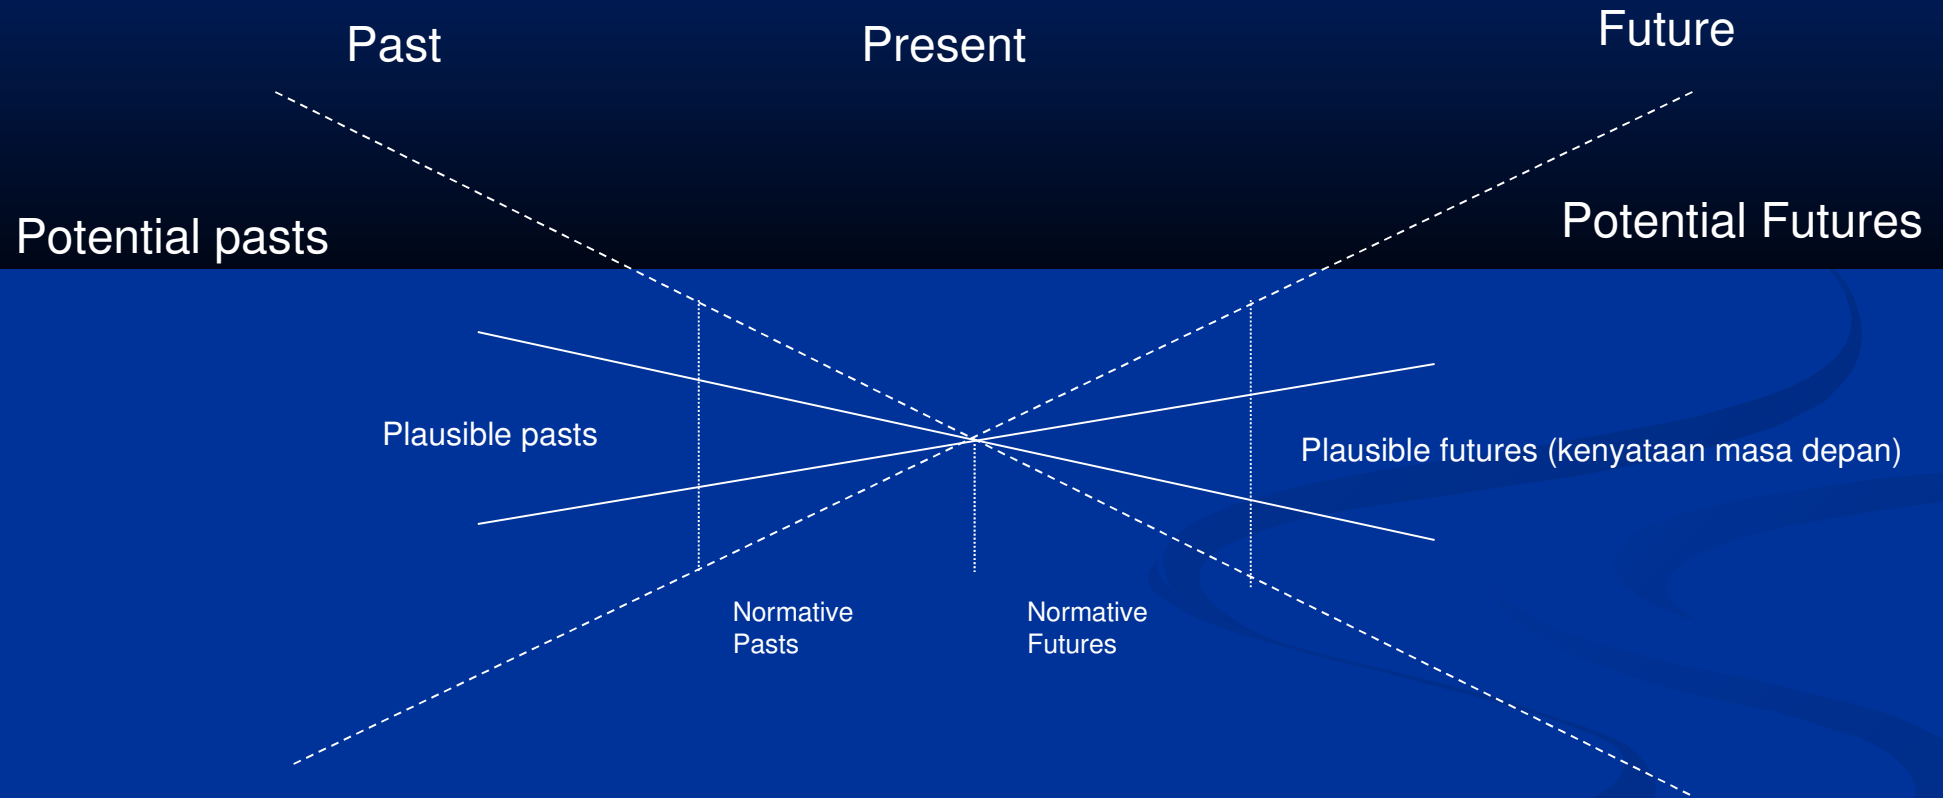 Past
Present
Future
Potential pasts
Potential Futures
Plausible pasts
Plausible futures (kenyataan masa depan)
Normative
Pasts
Normative
Futures